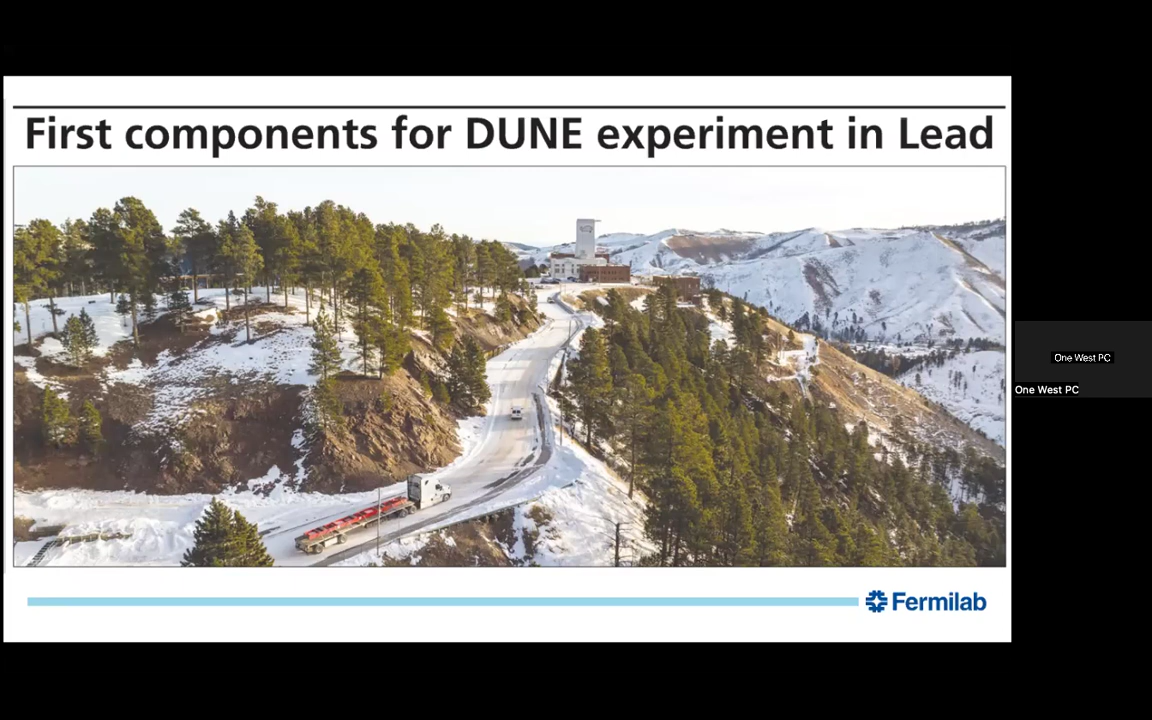 First components for DUNE experiment in Lead
Fermilab
One West PC
One West PC